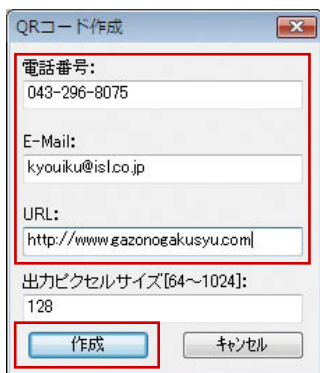 QRコード作成
電話番号:
043-296-8075
E-Mail:
kyouiku@isl.co.jp
URL:
http://www.gazonogakusyu.com
出力ピクセルサイズ[64～1024]:
128
作成 キャンセル